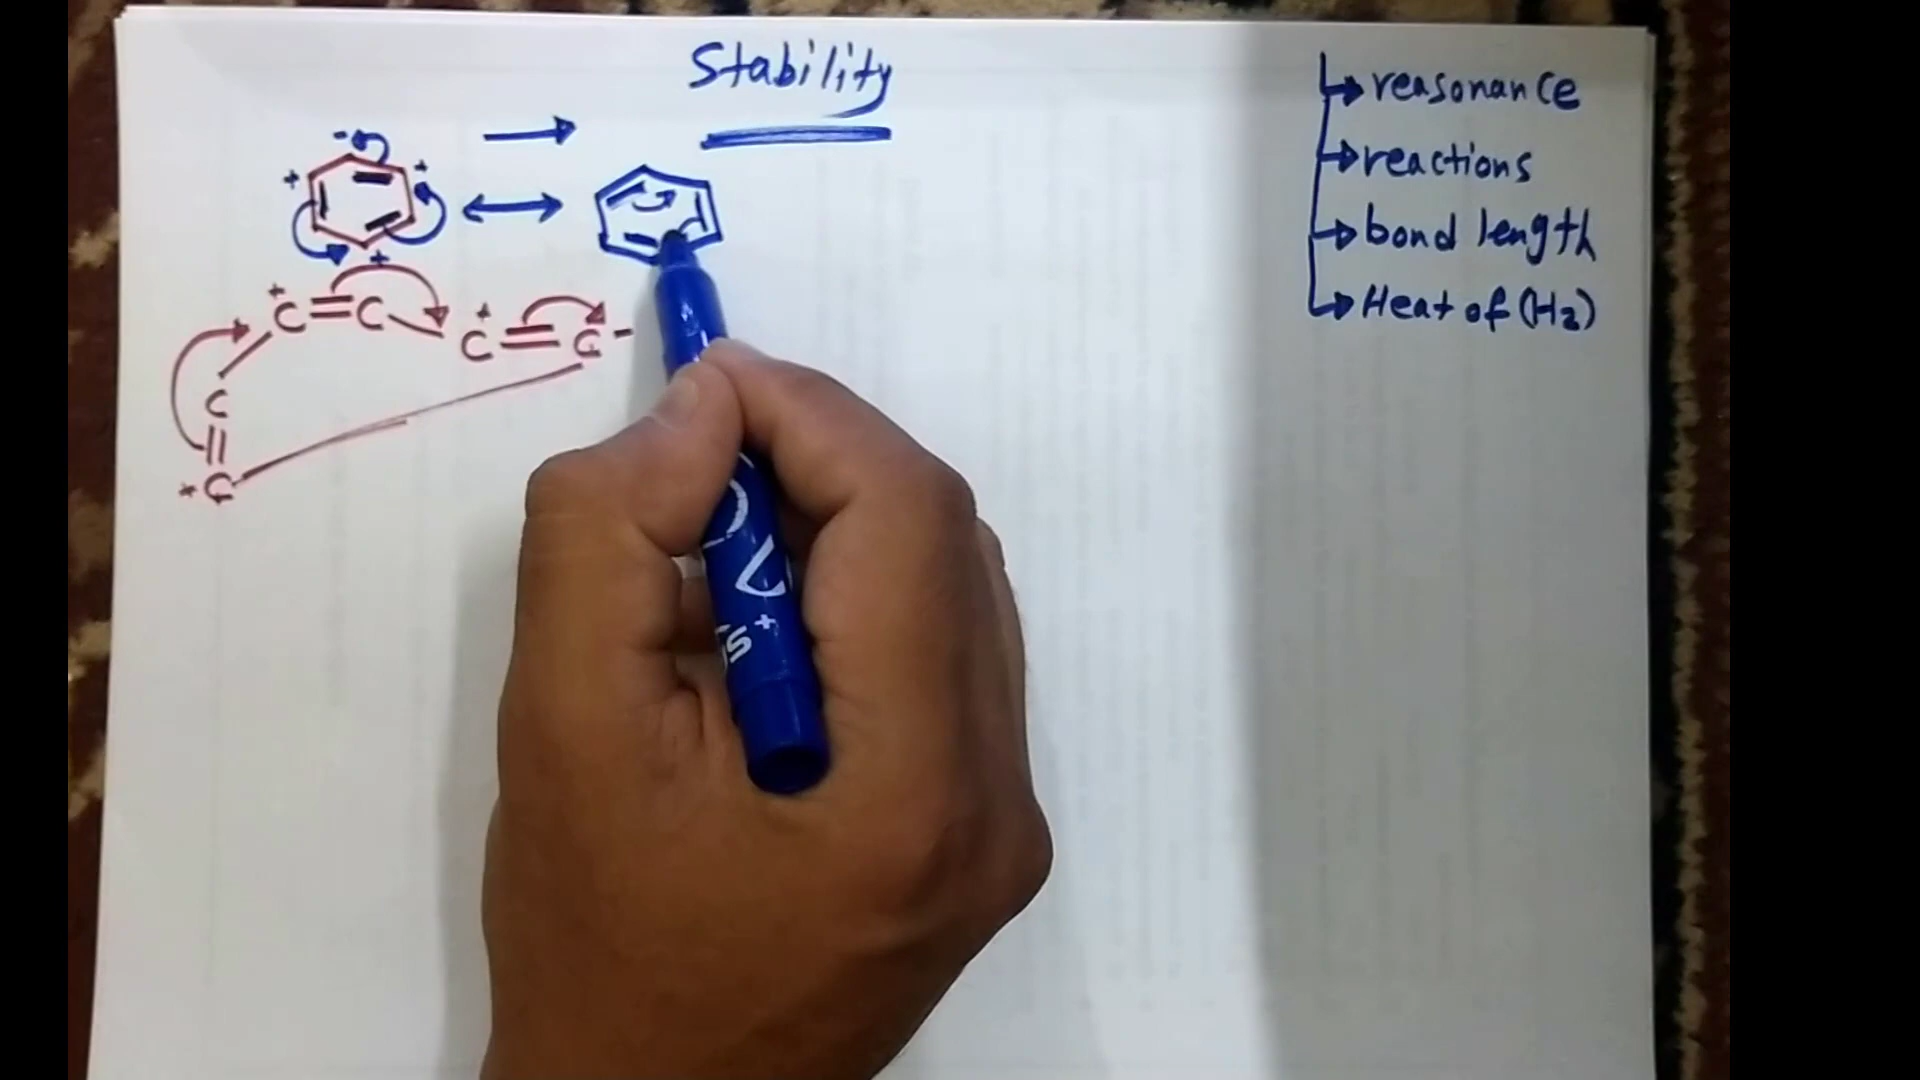 Stability
reasonance
reactions
bond length
Heat of (H2)
- +
+
+
+ C=C
+ C=C -
C
C